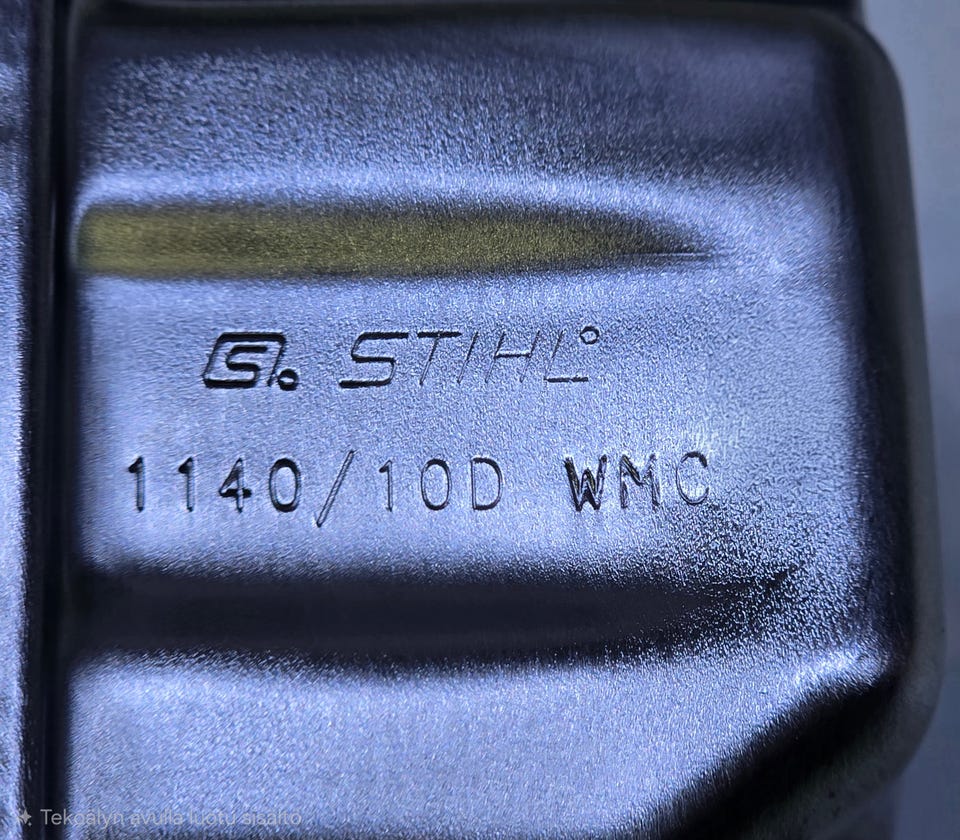 STIHL
1140/10D WMC
Tekoälyn avulla luotu sisältö